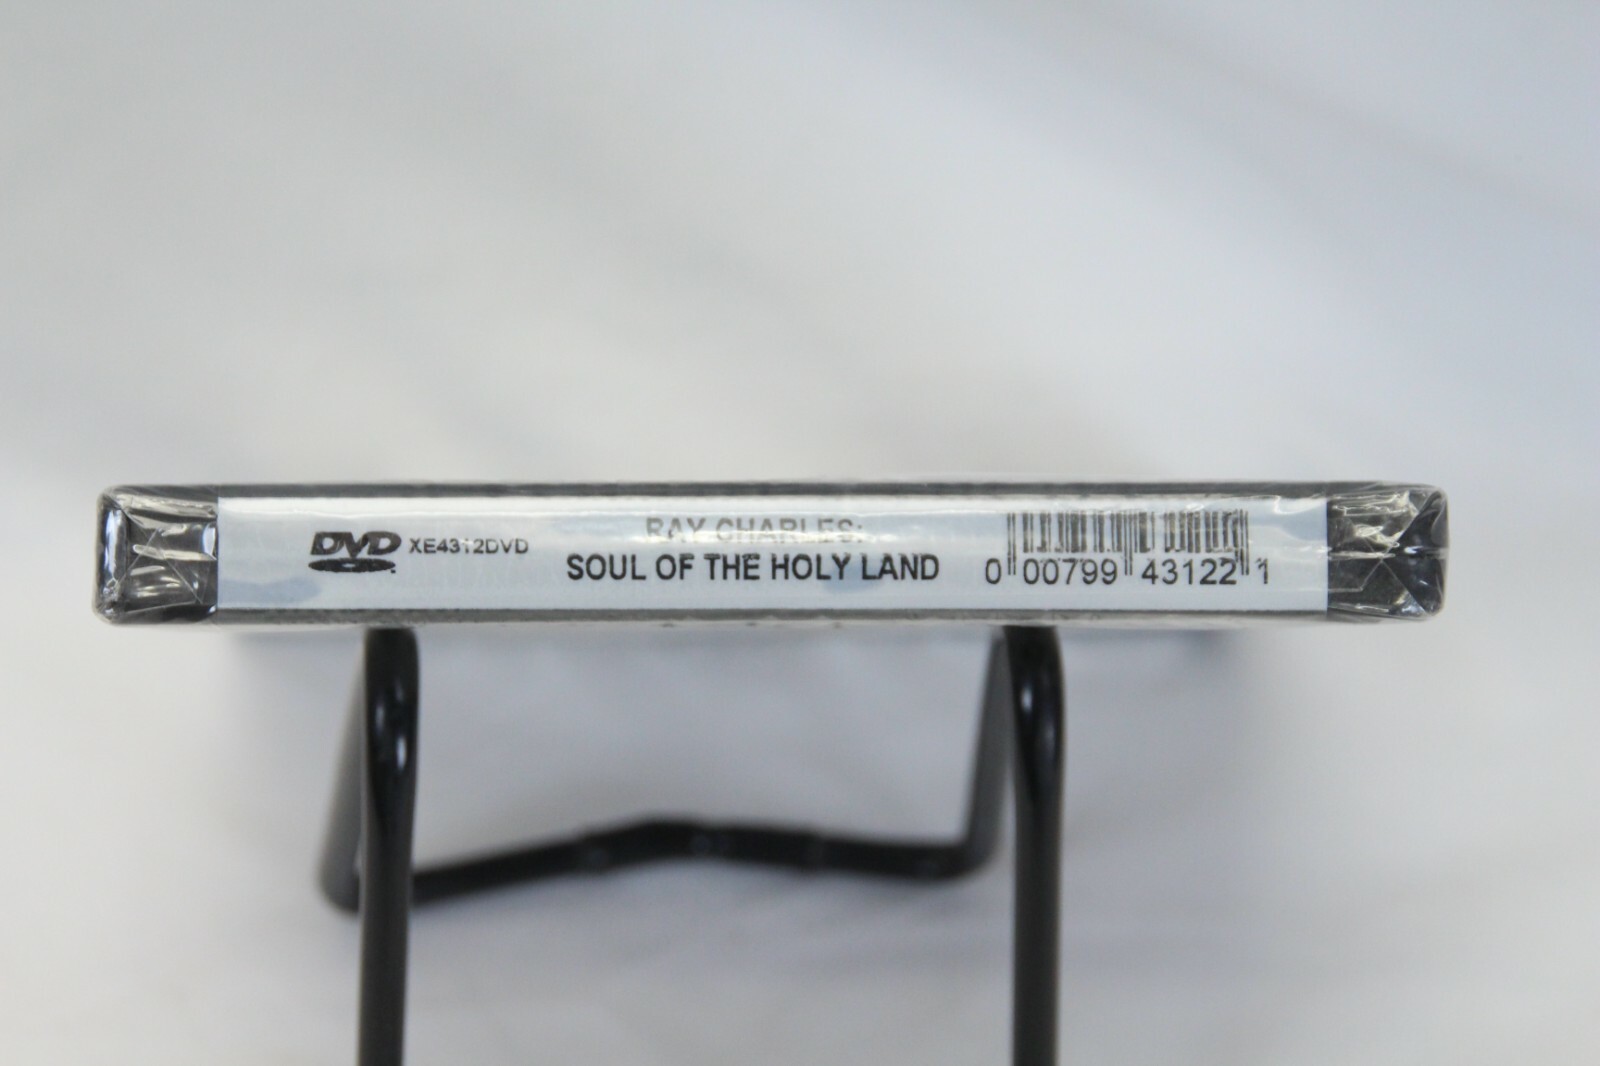 DVD XE4312DVD
RAY CHARLES:
SOUL OF THE HOLY LAND
0 00799 43122 1